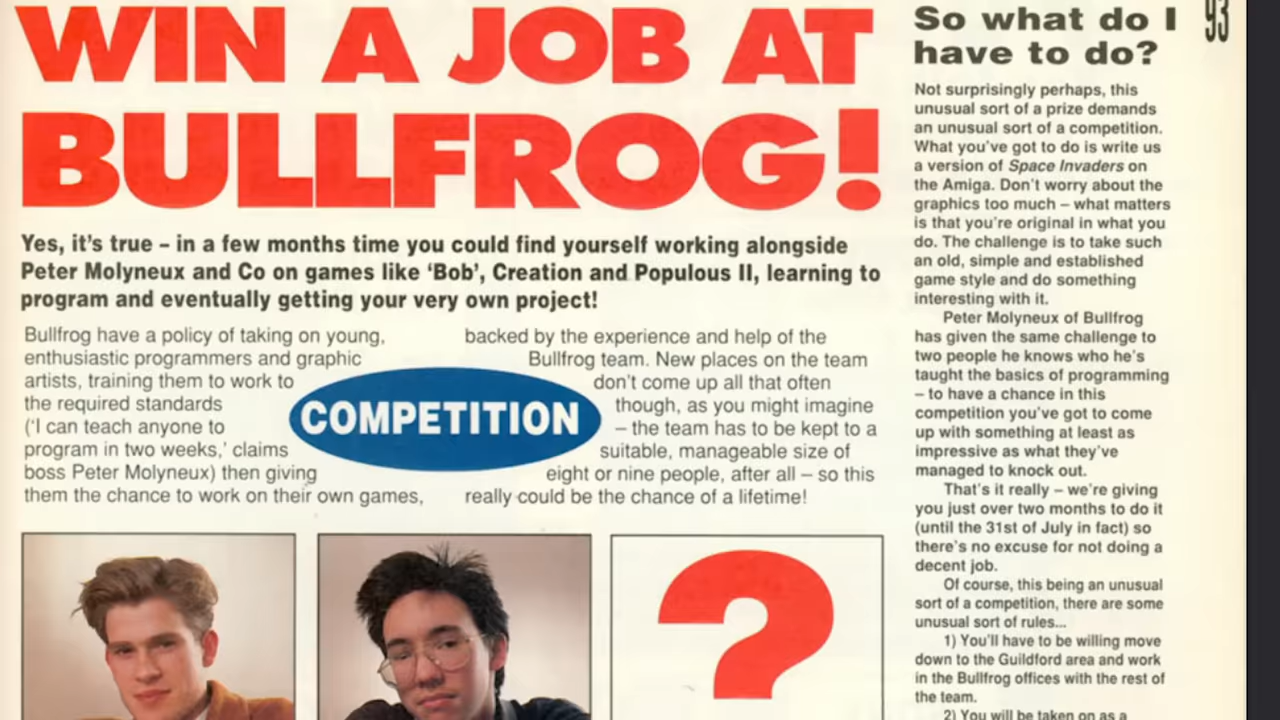 WIN A JOB AT
BULLFROG!
Yes, it's true – in a few months time you could find yourself working alongside
Peter Molyneux and Co on games like 'Bob', Creation and Populous II, learning to
program and eventually getting your very own project!
Bullfrog have a policy of taking on young,
enthusiastic programmers and graphic
artists, training them to work to
the required standards
('I can teach anyone to
program in two weeks,' claims
boss Peter Molyneux) then giving
them the chance to work on their own games,
COMPETITION
backed by the experience and help of the
Bullfrog team. New places on the team
don't come up all that often
though, as you might imagine
– the team has to be kept to a
suitable, manageable size of
eight or nine people, after all – so this
really could be the chance of a lifetime!
?
93
So what do I
have to do?
Not surprisingly perhaps, this
unusual sort of a prize demands
an unusual sort of a competition.
What you've got to do is write us
a version of Space Invaders on
the Amiga. Don't worry about the
graphics too much – what matters
is that you're original in what you
do. The challenge is to take such
an old, simple and established
game style and do something
interesting with it.
Peter Molyneux of Bullfrog
has given the same challenge to
two people he knows who he's
taught the basics of programming
– to have a chance in this
competition you've got to come
up with something at least as
impressive as what they've
managed to knock out.
That's it really – we're giving
you just over two months to do it
(until the 31st of July in fact) so
there's no excuse for not doing a
decent job.
Of course, this being an unusual
sort of a competition, there are some
unusual sort of rules...
1) You'll have to be willing move
down to the Guildford area and work
in the Bullfrog offices with the rest of
the team.
2) You will be taken on as a